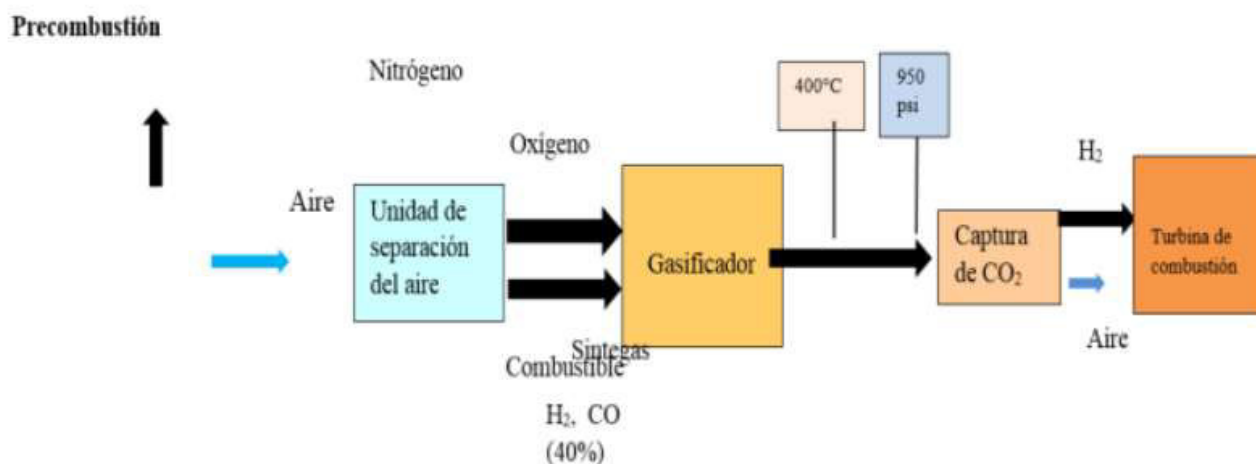 Precombustión
Nitrógeno
400°C
950
psi
Oxígeno
H₂
Aire
Unidad de
separación
del aire
Gasificador
Captura
de CO₂
Turbina de
combustión
Aire
Sintegas
Combustible
H₂, CO
(40%)